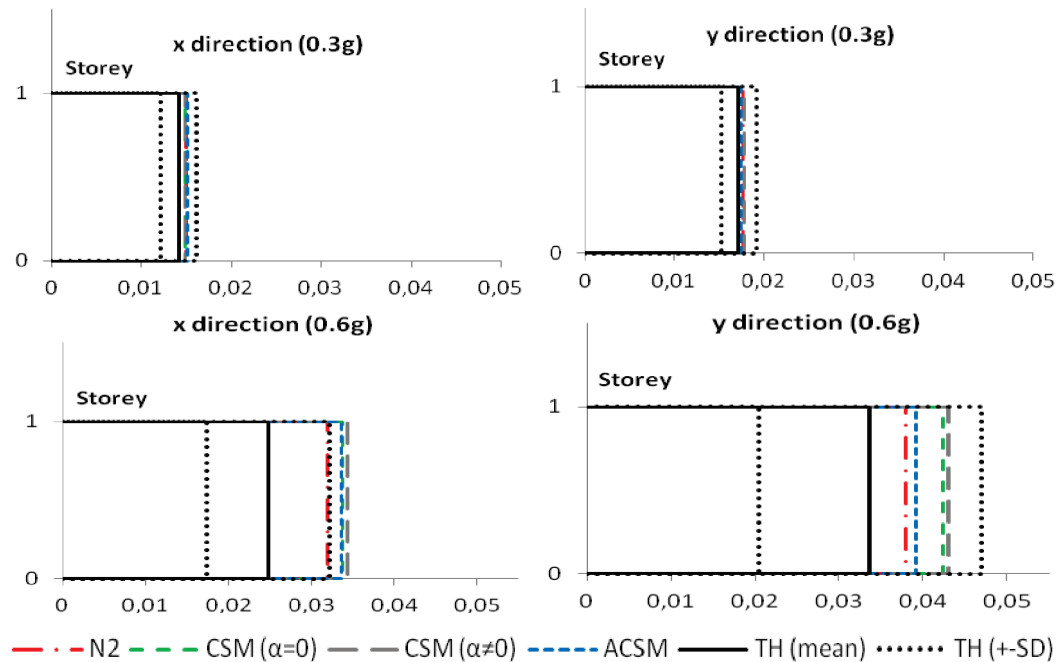 x direction (0.3g)
Storey
1
0
0 0,01 0,02 0,03 0,04 0,05
y direction (0.3g)
Storey
1
0
0 0,01 0,02 0,03 0,04 0,05
x direction (0.6g)
Storey
1
0
0 0,01 0,02 0,03 0,04 0,05
y direction (0.6g)
Storey
1
0
0 0,01 0,02 0,03 0,04 0,05
N2 CSM (α=0) CSM (α≠0) ACSM TH (mean) TH (+-SD)